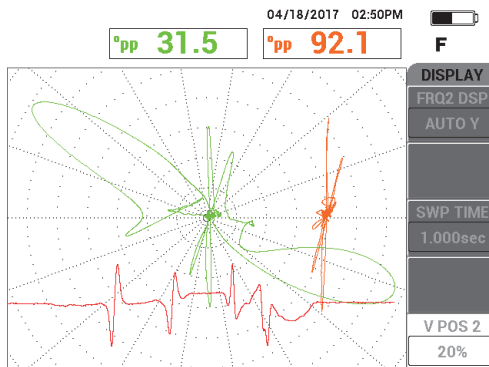 04/18/2017 02:50PM
°pp 31.5
°pp 92.1
F
DISPLAY
FRQ2 DSP
AUTO Y
SWP TIME
1.000sec
V POS 2
20%